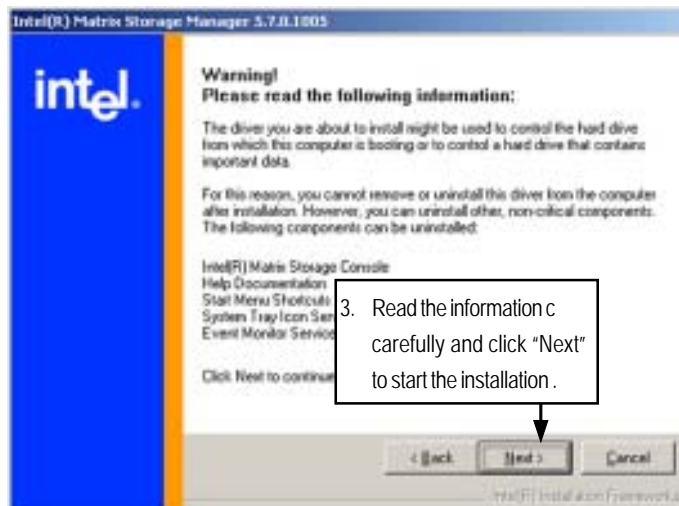 Intel(R) Matrix Storage Manager 5.7.0.1005
intel.
Warning!
Please read the following information:
The driver you are about to install might be used to control the hard drive
from which this computer is booting or to control a hard drive that contains
important data.
For this reason, you cannot remove or uninstall this driver from the computer
after installation. However, you can uninstall other, non-critical components.
The following components can be uninstalled:
Intel(R) Matrix Storage Console
Help Documentation
Start Menu Shortcuts
System Tray Icon Ser
Event Monitor Service
Click Next to continue
3. Read the information c
carefully and click "Next"
to start the installation .
< Back
Next >
Cancel
Intel(R) Installation Framework